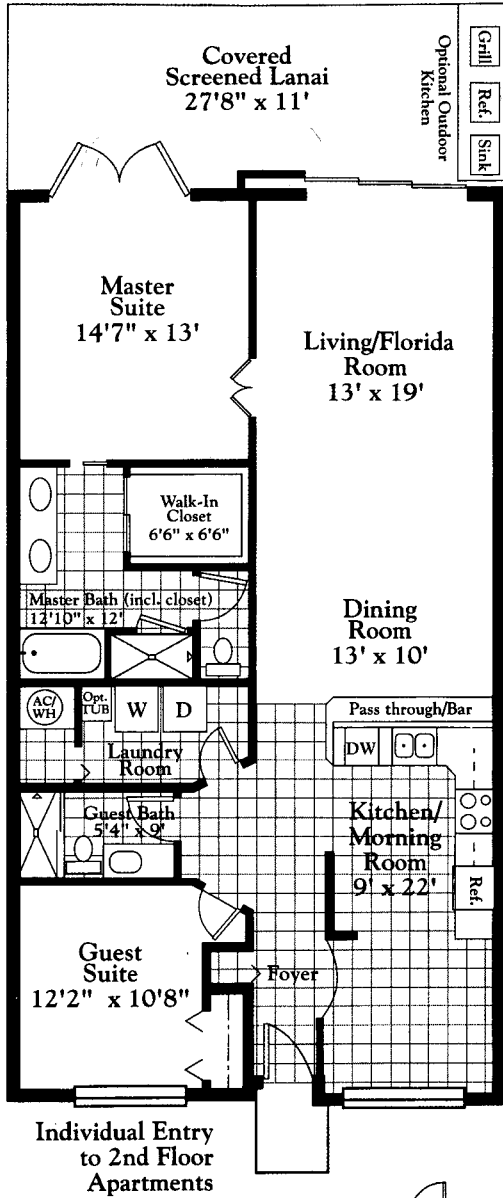 Covered
Screened Lanai
27'8" x 11'
Optional Outdoor
Kitchen
Grill
Ref.
Sink
Master
Suite
14'7" x 13'
Living/Florida
Room
13' x 19'
Walk-In
Closet
6'6" x 6'6"
Master Bath (incl. closet)
12'10" x 12'
Dining
Room
13' x 10'
AC/
WH
Opt.
TUB
W
D
Laundry
Room
Pass through/Bar
DW
Guest Bath
5'4" x 9'
Kitchen/
Morning
Room
9' x 22'
Ref.
Guest
Suite
12'2" x 10'8"
Foyer
Individual Entry
to 2nd Floor
Apartments